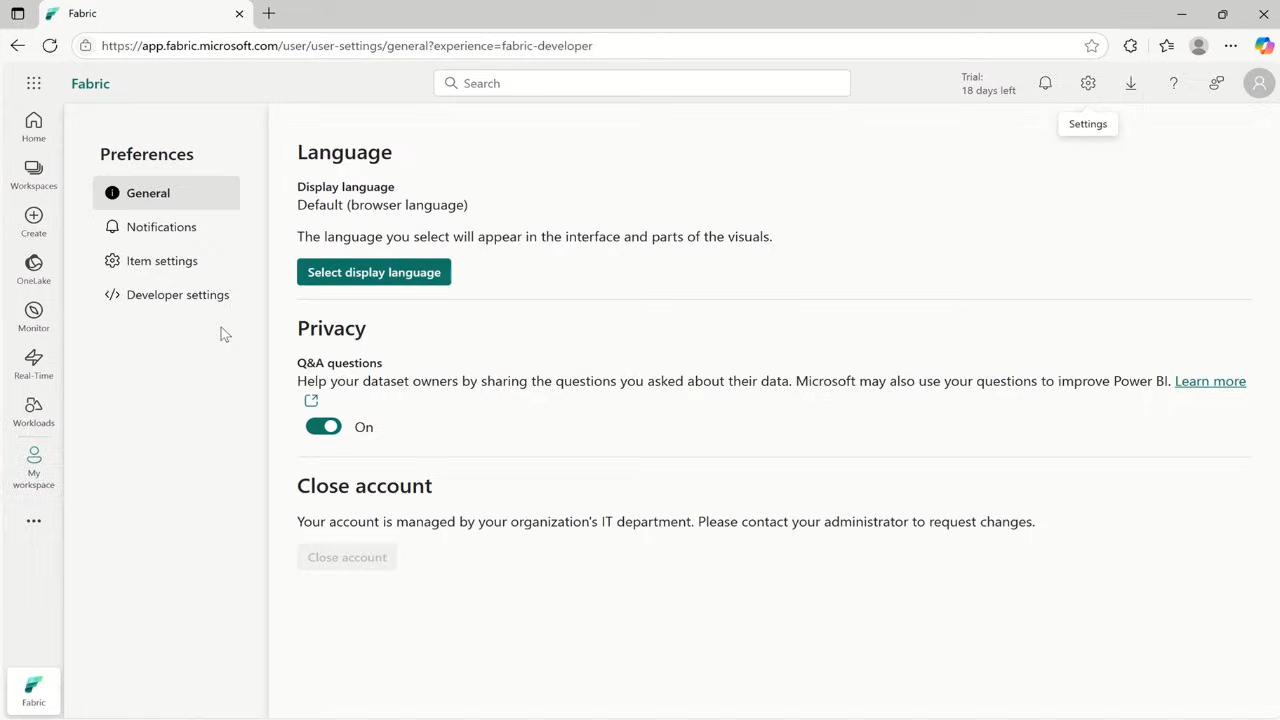 Fabric
https://app.fabric.microsoft.com/user/user-settings/general?experience=fabric-developer
Fabric
Search
Trial:
18 days left
Settings
Home
Workspaces
Create
OneLake
Monitor
Real-Time
Workloads
My
workspace
Fabric
Preferences
General
Notifications
Item settings
Developer settings
Language
Display language
Default (browser language)
The language you select will appear in the interface and parts of the visuals.
Select display language
Privacy
Q&A questions
Help your dataset owners by sharing the questions you asked about their data. Microsoft may also use your questions to improve Power BI. Learn more
On
Close account
Your account is managed by your organization's IT department. Please contact your administrator to request changes.
Close account